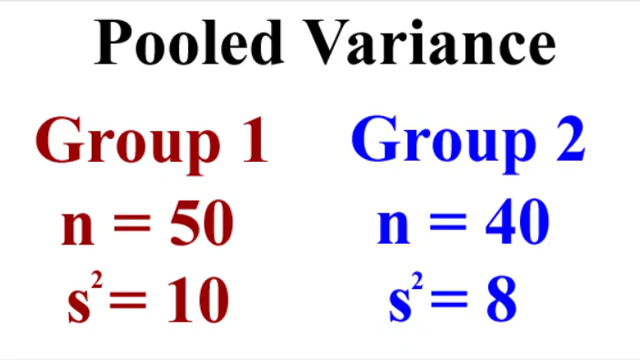 Pooled Variance
Group 1
n = 50
s² = 10
Group 2
n = 40
s² = 8